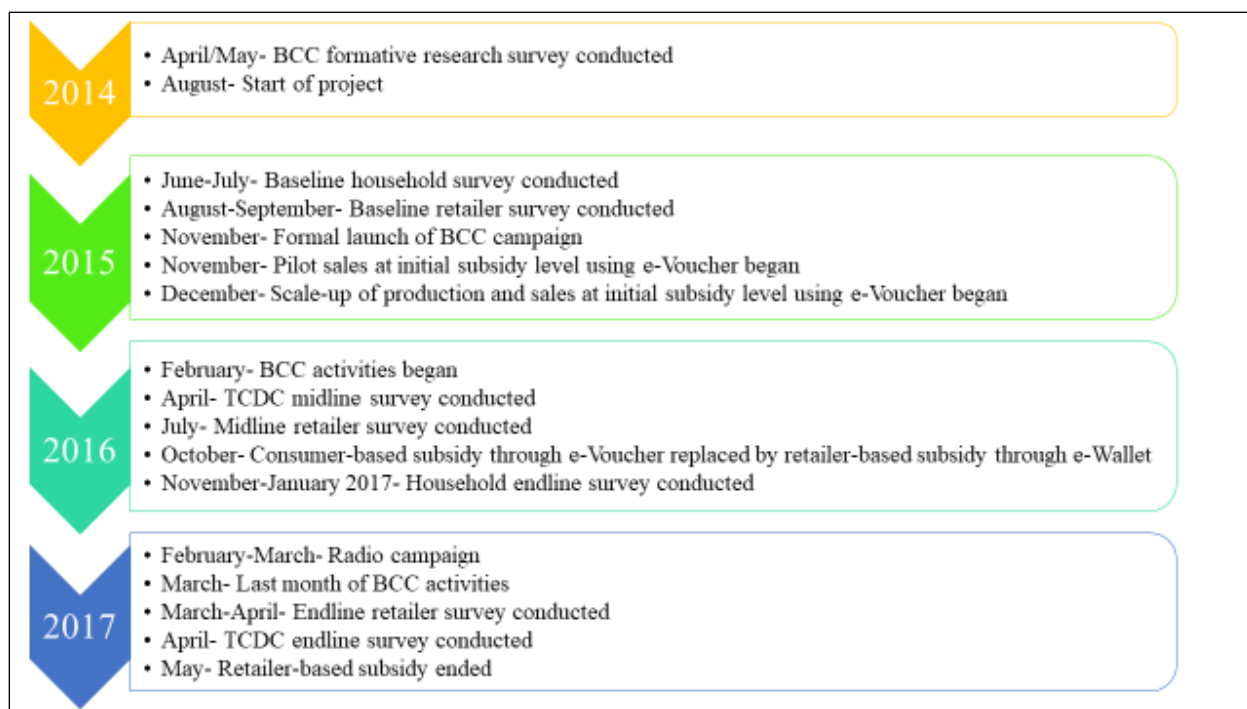 2014
• April/May- BCC formative research survey conducted
• August- Start of project
2015
• June-July- Baseline household survey conducted
• August-September- Baseline retailer survey conducted
• November- Formal launch of BCC campaign
• November- Pilot sales at initial subsidy level using e-Voucher began
• December- Scale-up of production and sales at initial subsidy level using e-Voucher began
2016
• February- BCC activities began
• April- TCDC midline survey conducted
• July- Midline retailer survey conducted
• October- Consumer-based subsidy through e-Voucher replaced by retailer-based subsidy through e-Wallet
• November-January 2017- Household endline survey conducted
2017
• February-March- Radio campaign
• March- Last month of BCC activities
• March-April- Endline retailer survey conducted
• April- TCDC endline survey conducted
• May- Retailer-based subsidy ended